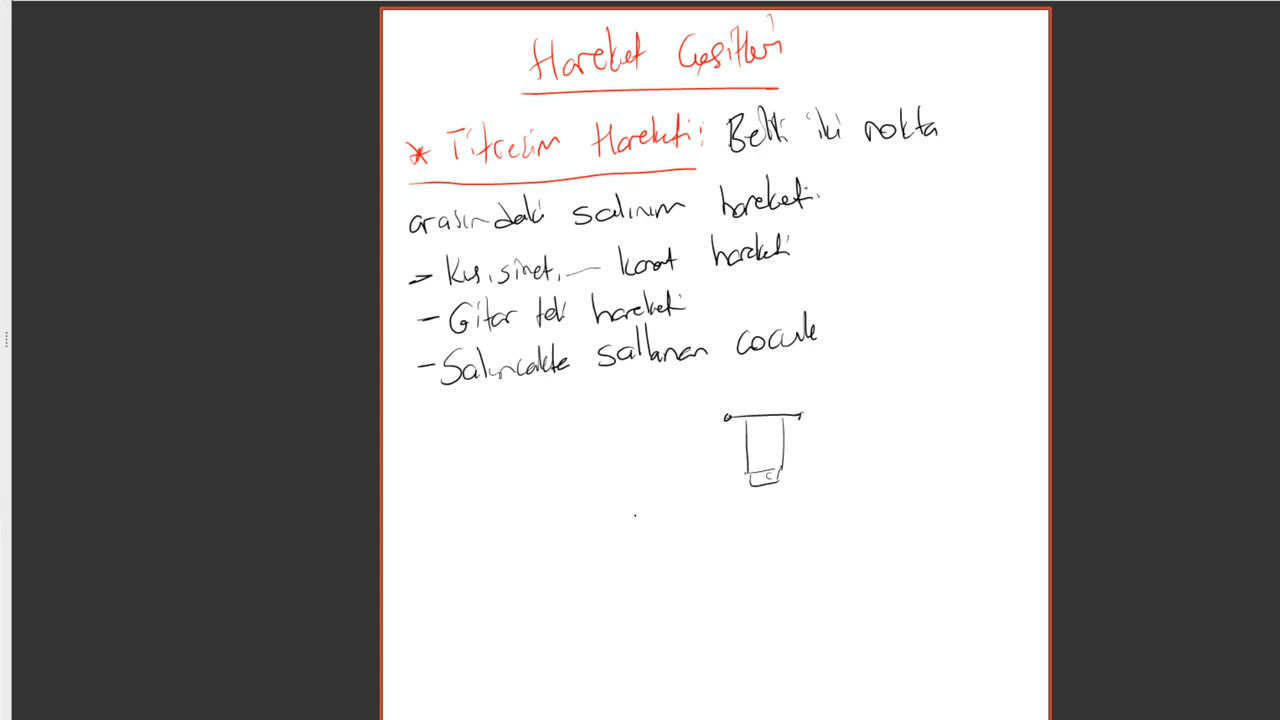 Hareket Çeşitleri
* Titreşim Hareketi: Belli iki nokta
arasındaki salınım hareketi.
→ Kuş, sinek, — kanat hareketi
- Gitar teli hareketi
- Salıncakta sallanan çocuk